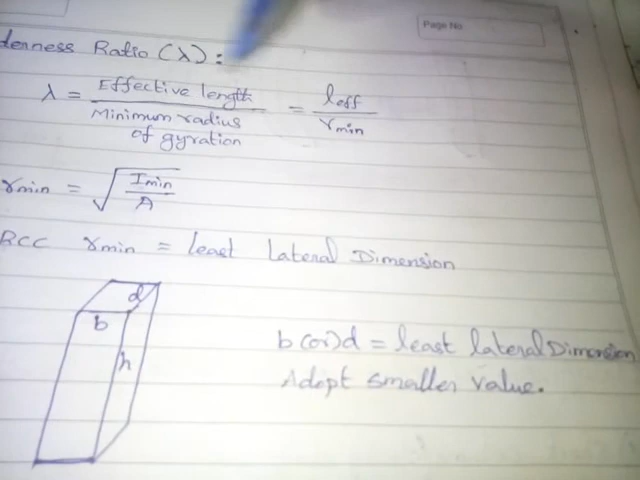 Page No
denness Ratio (λ) :
λ = Effective length / Minimum radius of gyration = leff / rmin
rmin = √ Imin / A
RCC rmin = least Lateral Dimension
d
b
h
b (or) d = least lateral Dimension
Adopt smaller value.